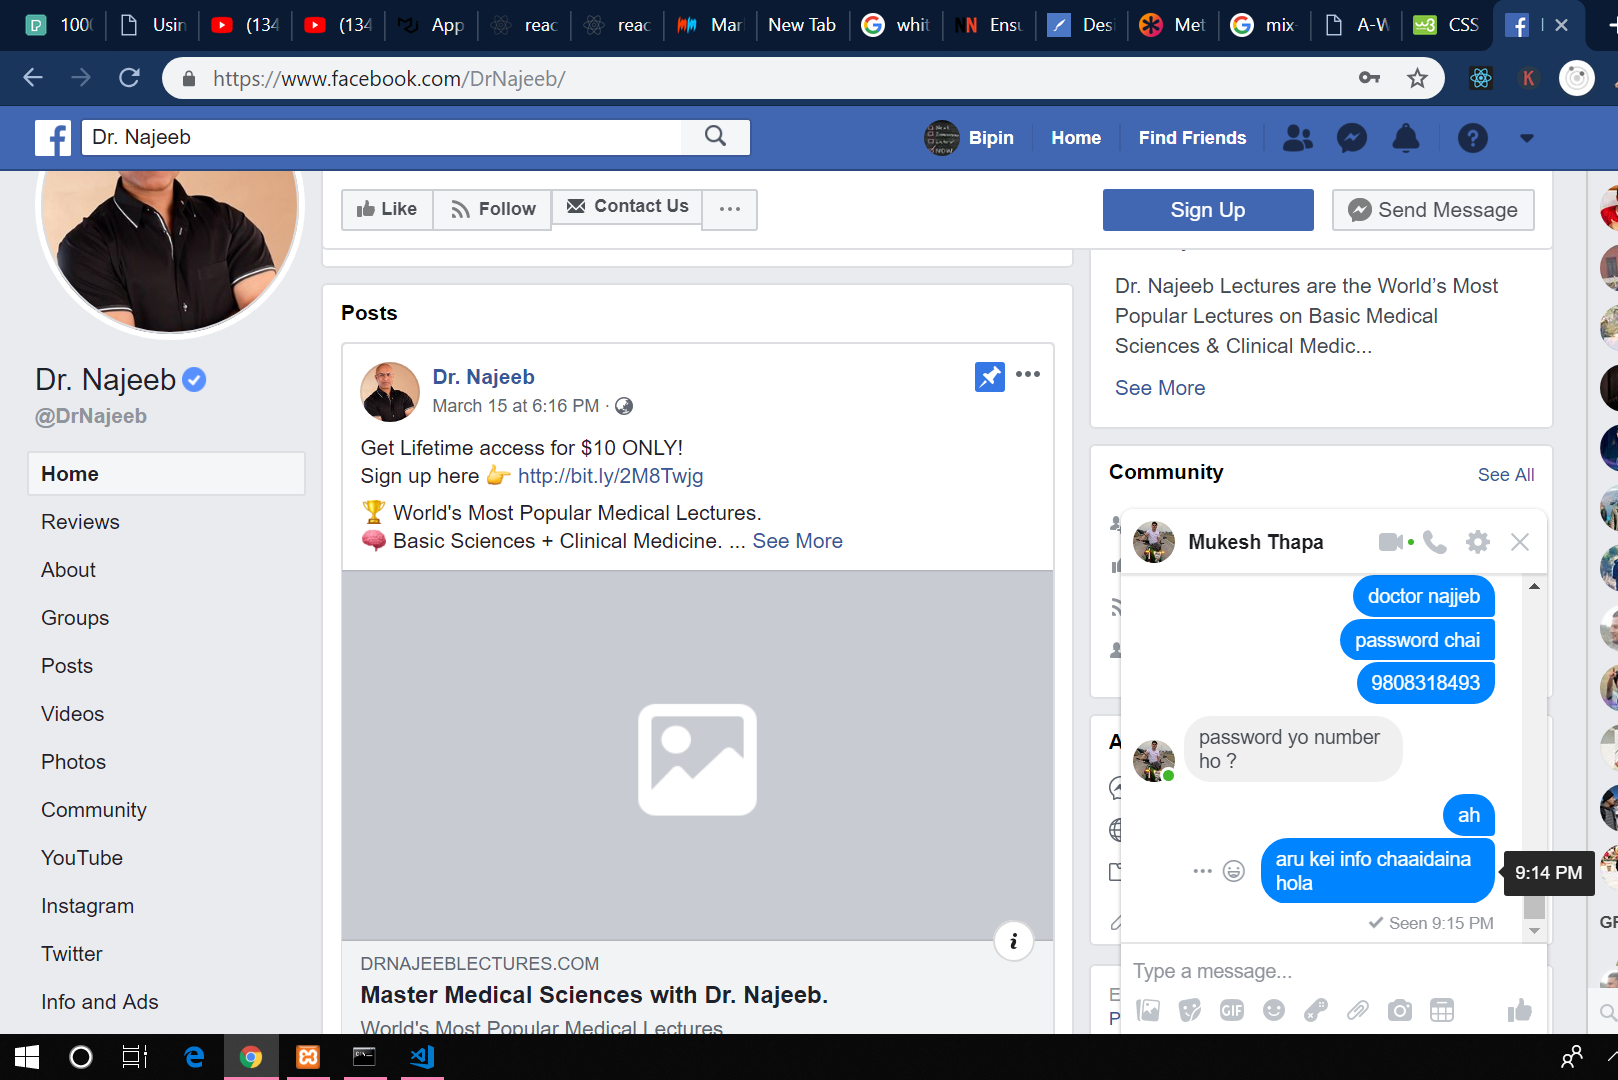 100
Usin
(134
(134
App
reac
reac
Mar
New Tab
whit
Ensu
Desi
Met
mix-
A-W
CSS
https://www.facebook.com/DrNajeeb/
Dr. Najeeb
Bipin
Home
Find Friends
Like
Follow
Contact Us
Sign Up
Send Message
Dr. Najeeb Lectures are the World's Most
Popular Lectures on Basic Medical
Sciences & Clinical Medic...
See More
Posts
Dr. Najeeb
March 15 at 6:16 PM ·
Get Lifetime access for $10 ONLY!
Sign up here 👉 http://bit.ly/2M8Twjg
🏆 World's Most Popular Medical Lectures.
🧠 Basic Sciences + Clinical Medicine. ... See More
DRNAJEEBLECTURES.COM
Master Medical Sciences with Dr. Najeeb.
World's Most Popular Medical Lectures
Dr. Najeeb
@DrNajeeb
Home
Reviews
About
Groups
Posts
Videos
Photos
Community
YouTube
Instagram
Twitter
Info and Ads
Community
See All
Mukesh Thapa
doctor najjeb
password chai
9808318493
password yo number
ho ?
ah
aru kei info chaaidaina
hola
9:14 PM
Seen 9:15 PM
Type a message...
GIF
A
E
P